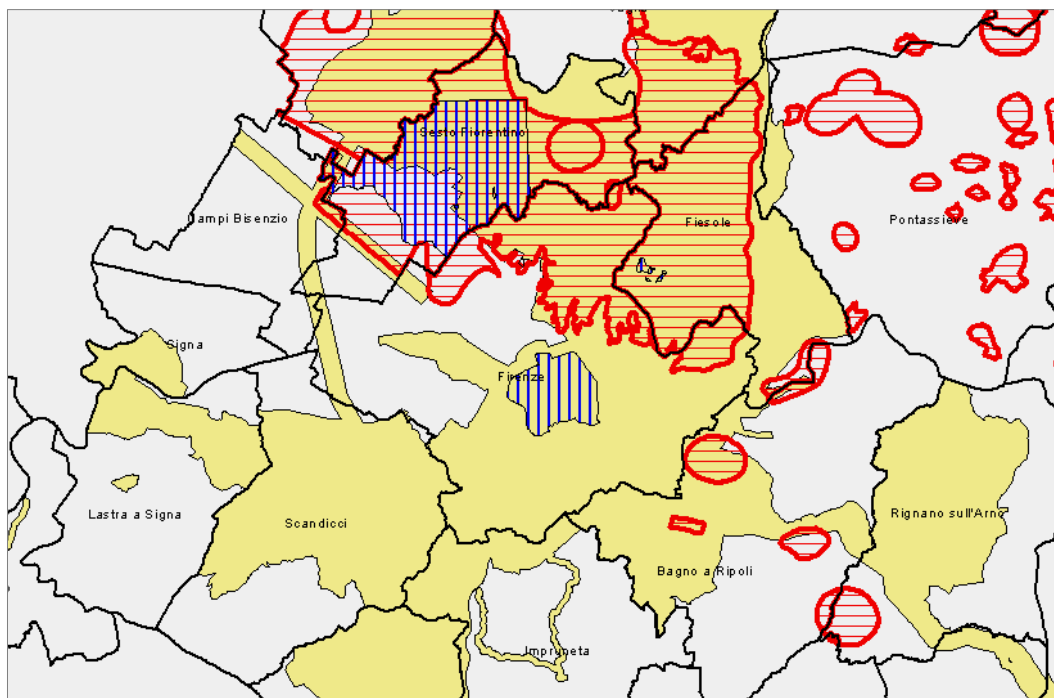 Sesto Fiorentino
Campi Bisenzio
Fiesole
Pontassieve
Signa
Firenze
Lastra a Signa
Scandicci
Rignano sull'Arno
Bagno a Ripoli
Impruneta